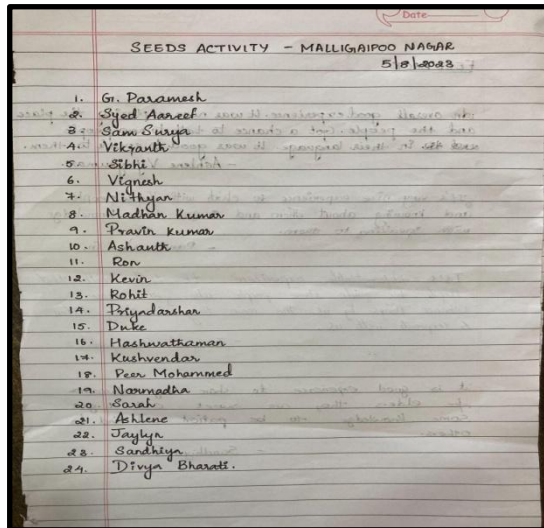 Date
SEEDS ACTIVITY - MALLIGAIPOO NAGAR
5/8/2023
1. G. Paramesh
2. Syed Aareef
3. Sam Surya
4. Vikranth
5 Sibhi
6. Vignesh
7. Nithyan
8. Madhan Kumar
9. Pravin Kumar
10. Ashanth
11. Ron
12. Kevin
13. Rohit
14. Priyadarshan
15. Duke
16. Hashwathaman
17. Kushvendar
18. Peer Mohammed
19. Narmadha
20 Sarah
21. Ashlene
22. Jaylyn
23. Sandhiya
24. Divya Bharati.